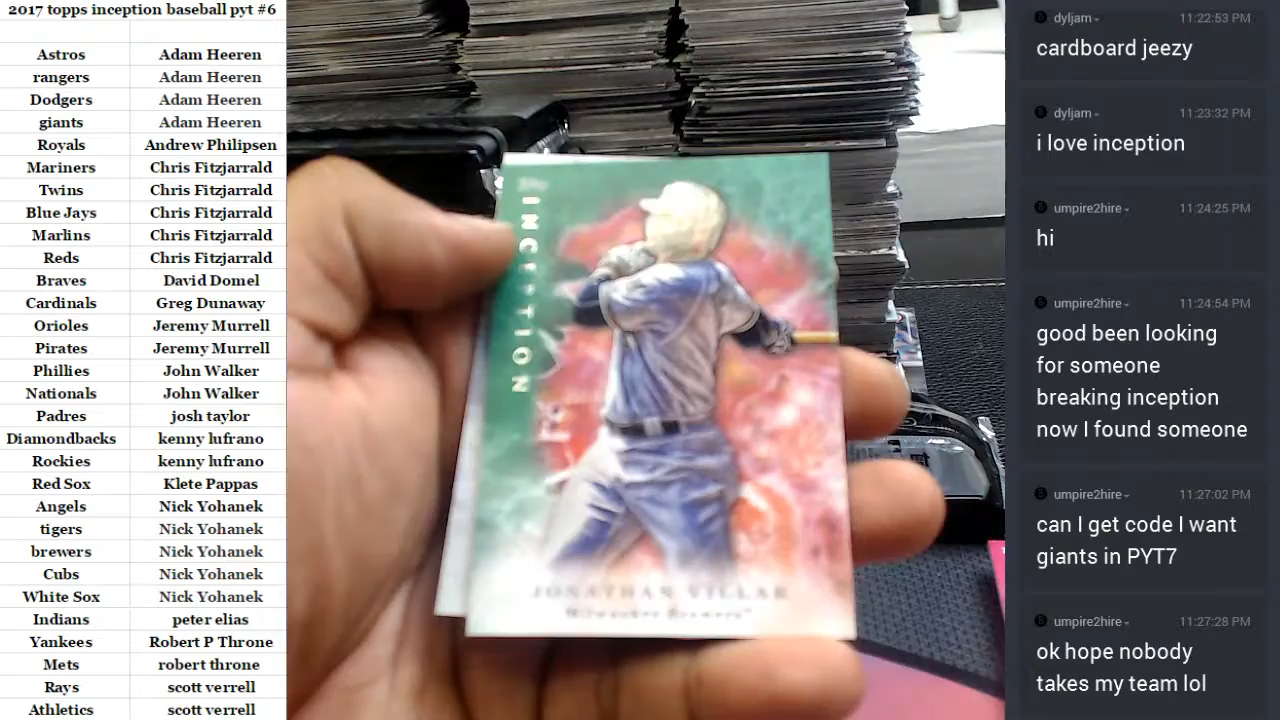 2017 topps inception baseball pyt #6
Astros Adam Heeren
rangers Adam Heeren
Dodgers Adam Heeren
giants Adam Heeren
Royals Andrew Philipsen
Mariners Chris Fitzjarrald
Twins Chris Fitzjarrald
Blue Jays Chris Fitzjarrald
Marlins Chris Fitzjarrald
Reds Chris Fitzjarrald
Braves David Domel
Cardinals Greg Dunaway
Orioles Jeremy Murrell
Pirates Jeremy Murrell
Phillies John Walker
Nationals John Walker
Padres josh taylor
Diamondbacks kenny lufrano
Rockies kenny lufrano
Red Sox Klete Pappas
Angels Nick Yohanek
tigers Nick Yohanek
brewers Nick Yohanek
Cubs Nick Yohanek
White Sox Nick Yohanek
Indians peter elias
Yankees Robert P Throne
Mets robert throne
Rays scott verrell
Athletics scott verrell
INCEPTION
JONATHAN VILLAR
Milwaukee Brewers
dyljam 11:22:53 PM
cardboard jeezy
dyljam 11:23:32 PM
i love inception
umpire2hire 11:24:25 PM
hi
umpire2hire 11:24:54 PM
good been looking
for someone
breaking inception
now I found someone
umpire2hire 11:27:02 PM
can I get code I want
giants in PYT7
umpire2hire 11:27:28 PM
ok hope nobody
takes my team lol